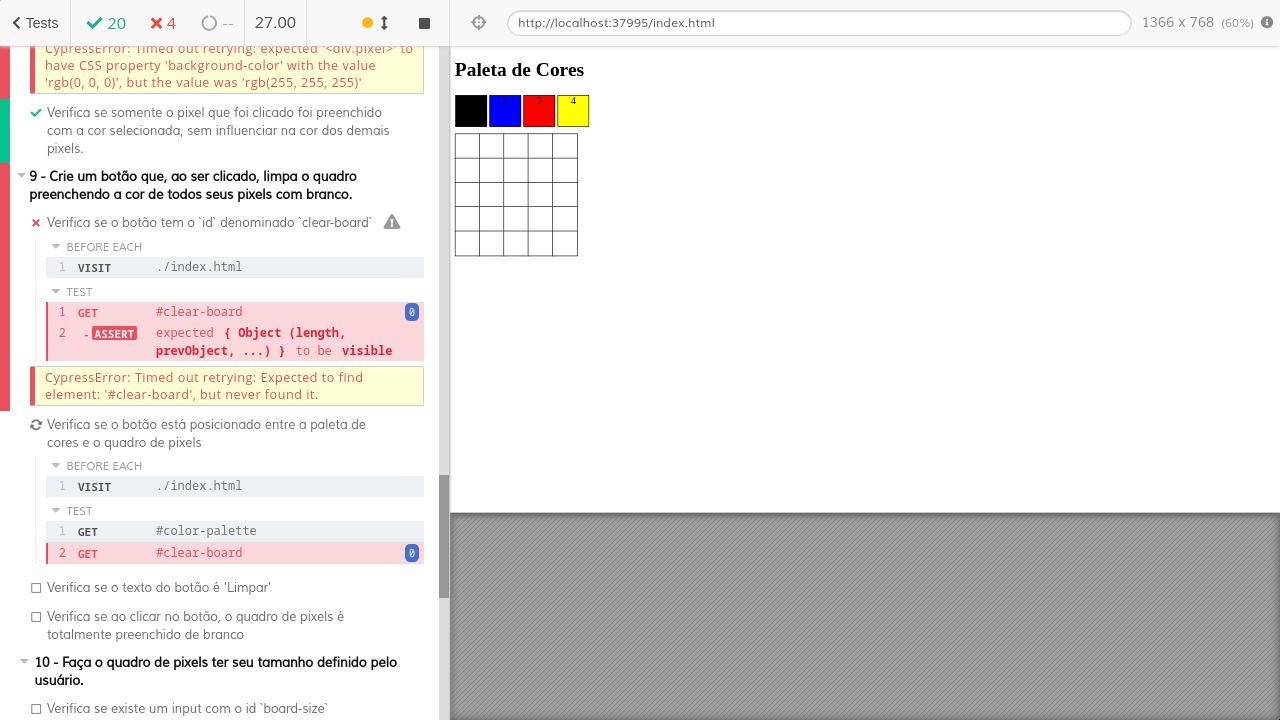 Tests
20
4
--
27.00
http://localhost:37995/index.html
1366 x 768 (60%)
CypressError: Timed out retrying: expected '<div.pixel>' to
have CSS property 'background-color' with the value
'rgb(0, 0, 0)', but the value was 'rgb(255, 255, 255)'
Verifica se somente o pixel que foi clicado foi preenchido
com a cor selecionada, sem influenciar na cor dos demais
pixels.
9 - Crie um botão que, ao ser clicado, limpa o quadro
preenchendo a cor de todos seus pixels com branco.
Verifica se o botão tem o `id` denominado `clear-board`
BEFORE EACH
1 VISIT ./index.html
TEST
1 GET #clear-board 0
2 - ASSERT expected { Object (length,
prevObject, ...) } to be visible
CypressError: Timed out retrying: Expected to find
element: '#clear-board', but never found it.
Verifica se o botão está posicionado entre a paleta de
cores e o quadro de pixels
BEFORE EACH
1 VISIT ./index.html
TEST
1 GET #color-palette
2 GET #clear-board 0
Verifica se o texto do botão é 'Limpar'
Verifica se ao clicar no botão, o quadro de pixels é
totalmente preenchido de branco
10 - Faça o quadro de pixels ter seu tamanho definido pelo
usuário.
Verifica se existe um input com o id `board-size`
Paleta de Cores
2 3 4